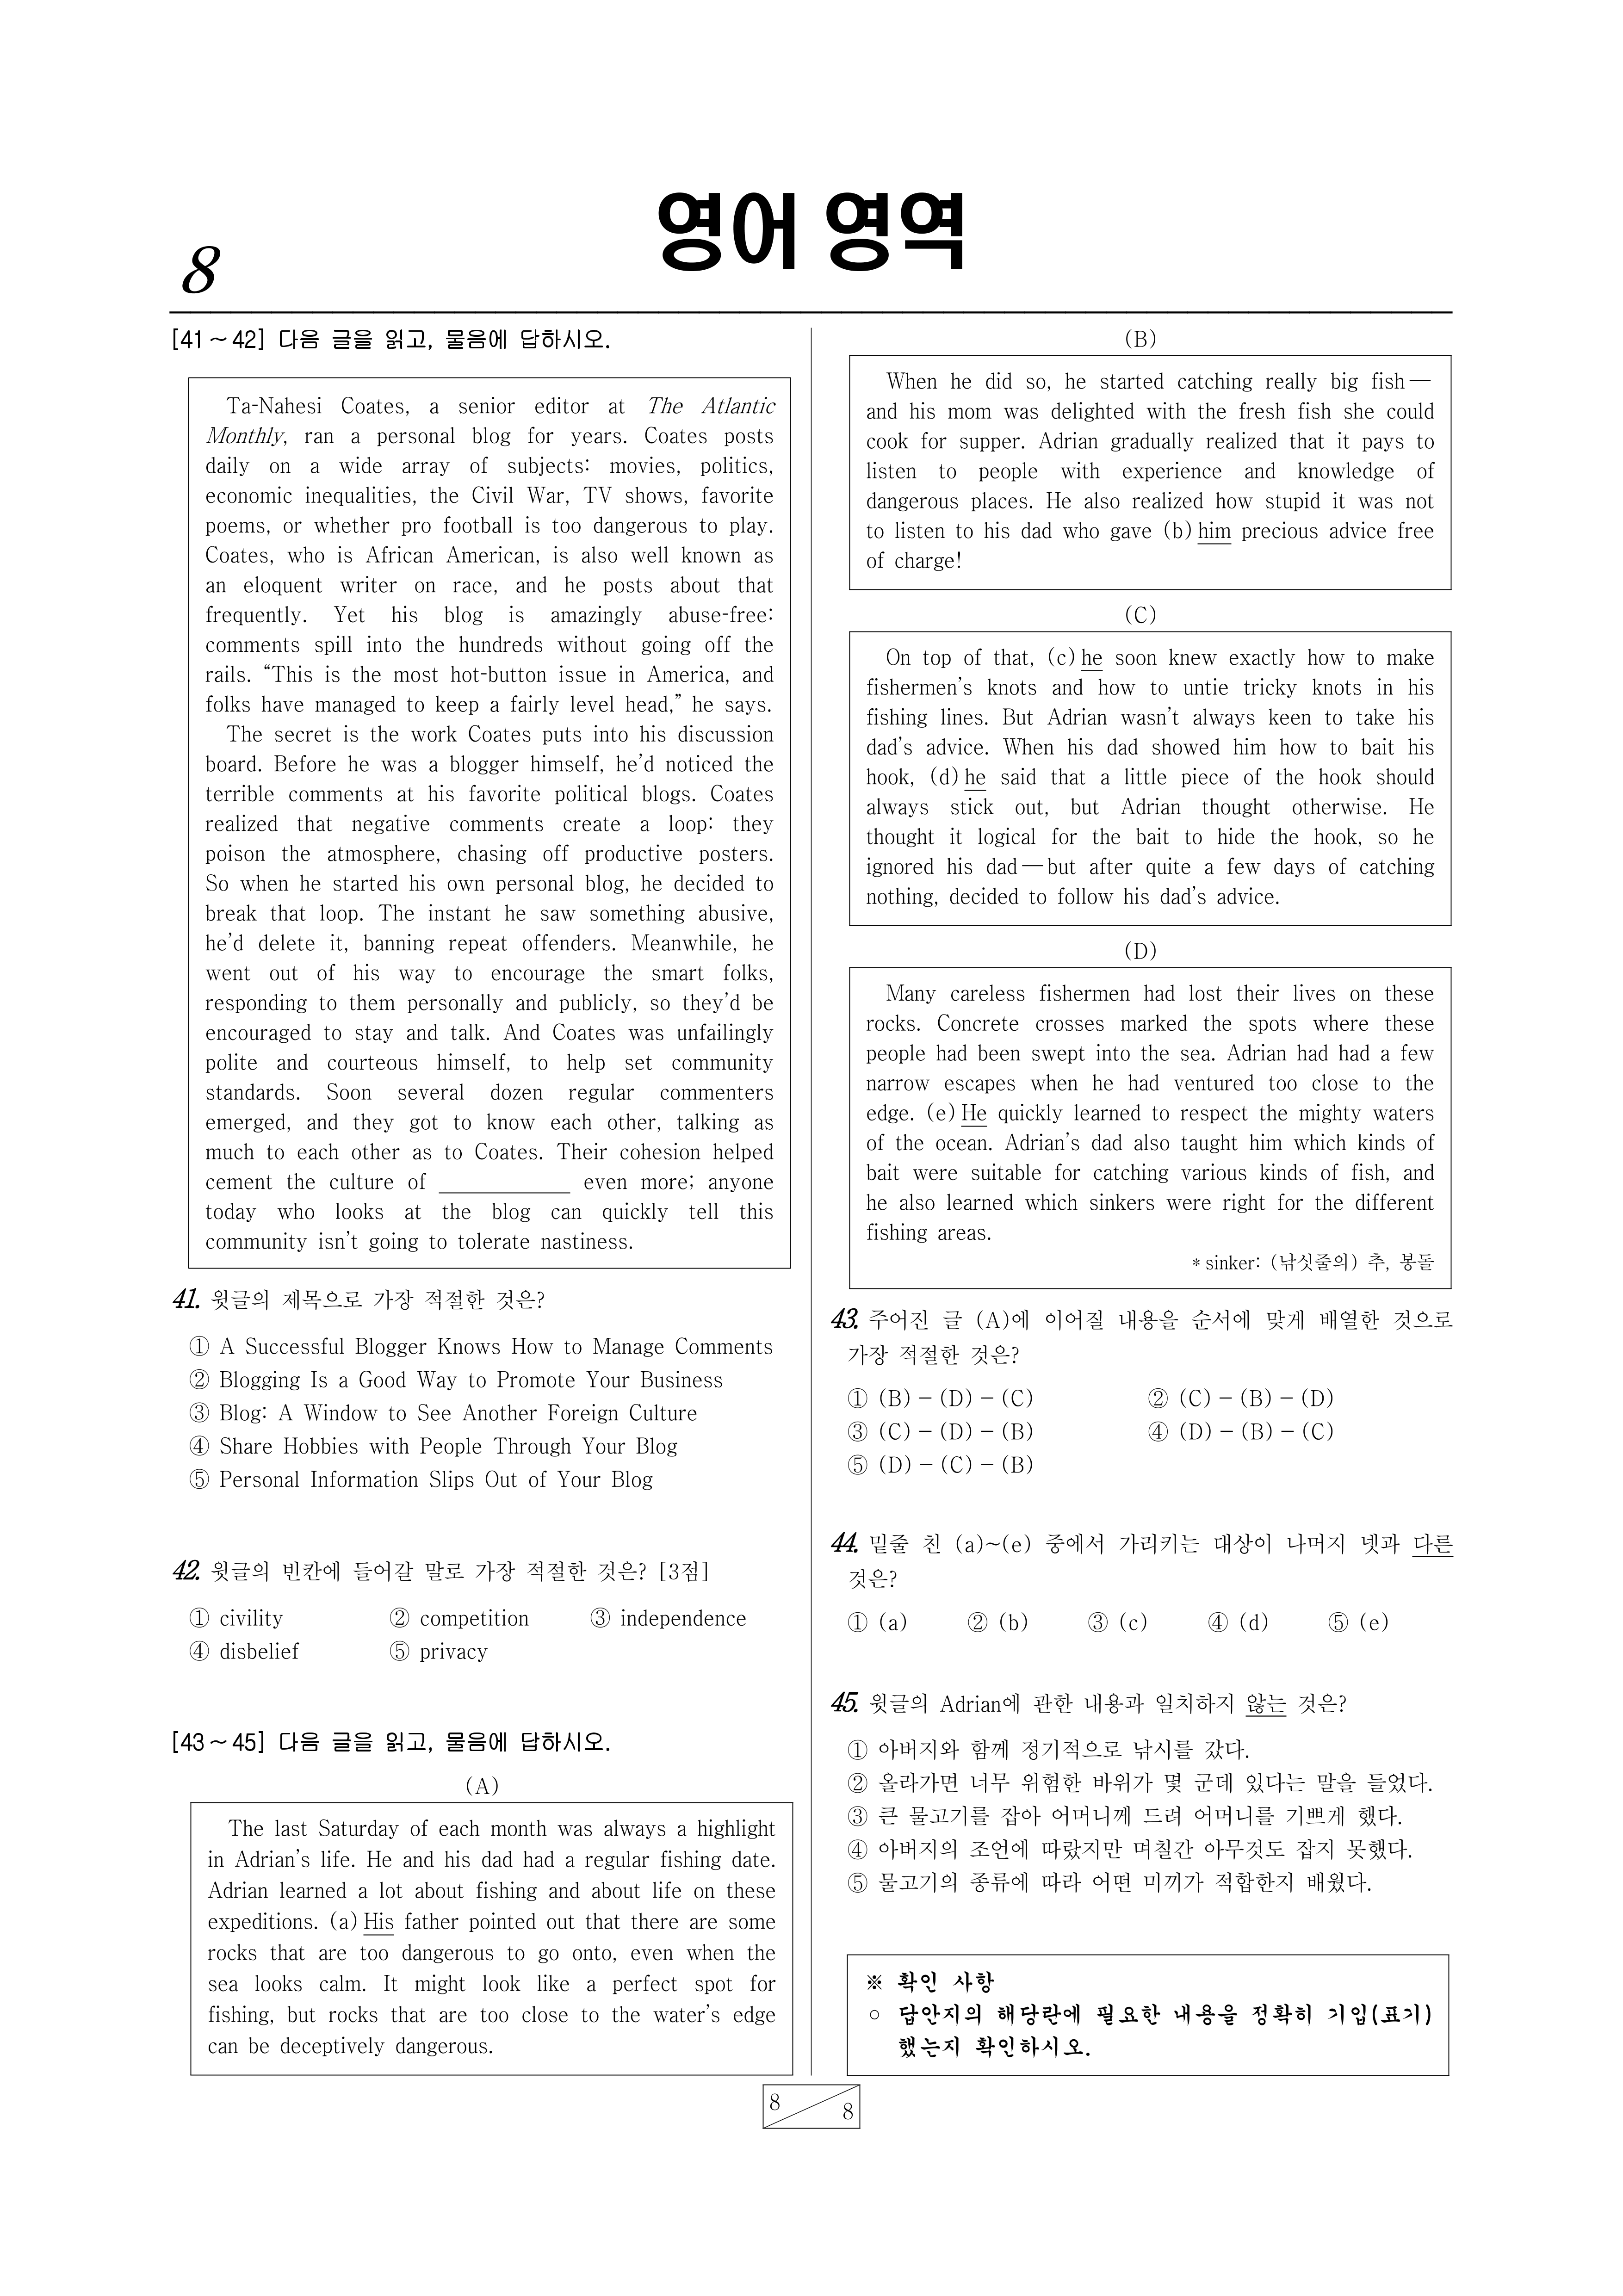 8
영어 영역
[41~42] 다음 글을 읽고, 물음에 답하시오.
Ta-Nahesi Coates, a senior editor at The Atlantic
Monthly, ran a personal blog for years. Coates posts
daily on a wide array of subjects: movies, politics,
economic inequalities, the Civil War, TV shows, favorite
poems, or whether pro football is too dangerous to play.
Coates, who is African American, is also well known as
an eloquent writer on race, and he posts about that
frequently. Yet his blog is amazingly abuse-free:
comments spill into the hundreds without going off the
rails. “This is the most hot-button issue in America, and
folks have managed to keep a fairly level head,” he says.
The secret is the work Coates puts into his discussion
board. Before he was a blogger himself, he’d noticed the
terrible comments at his favorite political blogs. Coates
realized that negative comments create a loop: they
poison the atmosphere, chasing off productive posters.
So when he started his own personal blog, he decided to
break that loop. The instant he saw something abusive,
he’d delete it, banning repeat offenders. Meanwhile, he
went out of his way to encourage the smart folks,
responding to them personally and publicly, so they’d be
encouraged to stay and talk. And Coates was unfailingly
polite and courteous himself, to help set community
standards. Soon several dozen regular commenters
emerged, and they got to know each other, talking as
much to each other as to Coates. Their cohesion helped
cement the culture of ____________ even more; anyone
today who looks at the blog can quickly tell this
community isn’t going to tolerate nastiness.
41. 윗글의 제목으로 가장 적절한 것은?
① A Successful Blogger Knows How to Manage Comments
② Blogging Is a Good Way to Promote Your Business
③ Blog: A Window to See Another Foreign Culture
④ Share Hobbies with People Through Your Blog
⑤ Personal Information Slips Out of Your Blog
42. 윗글의 빈칸에 들어갈 말로 가장 적절한 것은? [3점]
① civility ② competition ③ independence
④ disbelief ⑤ privacy
[43~45] 다음 글을 읽고, 물음에 답하시오.
(A)
The last Saturday of each month was always a highlight
in Adrian’s life. He and his dad had a regular fishing date.
Adrian learned a lot about fishing and about life on these
expeditions. (a) His father pointed out that there are some
rocks that are too dangerous to go onto, even when the
sea looks calm. It might look like a perfect spot for
fishing, but rocks that are too close to the water’s edge
can be deceptively dangerous.
(B)
When he did so, he started catching really big fish —
and his mom was delighted with the fresh fish she could
cook for supper. Adrian gradually realized that it pays to
listen to people with experience and knowledge of
dangerous places. He also realized how stupid it was not
to listen to his dad who gave (b) him precious advice free
of charge!
(C)
On top of that, (c) he soon knew exactly how to make
fishermen’s knots and how to untie tricky knots in his
fishing lines. But Adrian wasn’t always keen to take his
dad’s advice. When his dad showed him how to bait his
hook, (d) he said that a little piece of the hook should
always stick out, but Adrian thought otherwise. He
thought it logical for the bait to hide the hook, so he
ignored his dad — but after quite a few days of catching
nothing, decided to follow his dad’s advice.
(D)
Many careless fishermen had lost their lives on these
rocks. Concrete crosses marked the spots where these
people had been swept into the sea. Adrian had had a few
narrow escapes when he had ventured too close to the
edge. (e) He quickly learned to respect the mighty waters
of the ocean. Adrian’s dad also taught him which kinds of
bait were suitable for catching various kinds of fish, and
he also learned which sinkers were right for the different
fishing areas.
* sinker: (낚싯줄의) 추, 봉돌
43. 주어진 글 (A)에 이어질 내용을 순서에 맞게 배열한 것으로
가장 적절한 것은?
① (B) - (D) - (C) ② (C) - (B) - (D)
③ (C) - (D) - (B) ④ (D) - (B) - (C)
⑤ (D) - (C) - (B)
44. 밑줄 친 (a)~(e) 중에서 가리키는 대상이 나머지 넷과 다른
것은?
① (a) ② (b) ③ (c) ④ (d) ⑤ (e)
45. 윗글의 Adrian에 관한 내용과 일치하지 않는 것은?
① 아버지와 함께 정기적으로 낚시를 갔다.
② 올라가면 너무 위험한 바위가 몇 군데 있다는 말을 들었다.
③ 큰 물고기를 잡아 어머니께 드려 어머니를 기쁘게 했다.
④ 아버지의 조언에 따랐지만 며칠간 아무것도 잡지 못했다.
⑤ 물고기의 종류에 따라 어떤 미끼가 적합한지 배웠다.
※ 확인 사항
○ 답안지의 해당란에 필요한 내용을 정확히 기입(표기)
했는지 확인하시오.
8
8